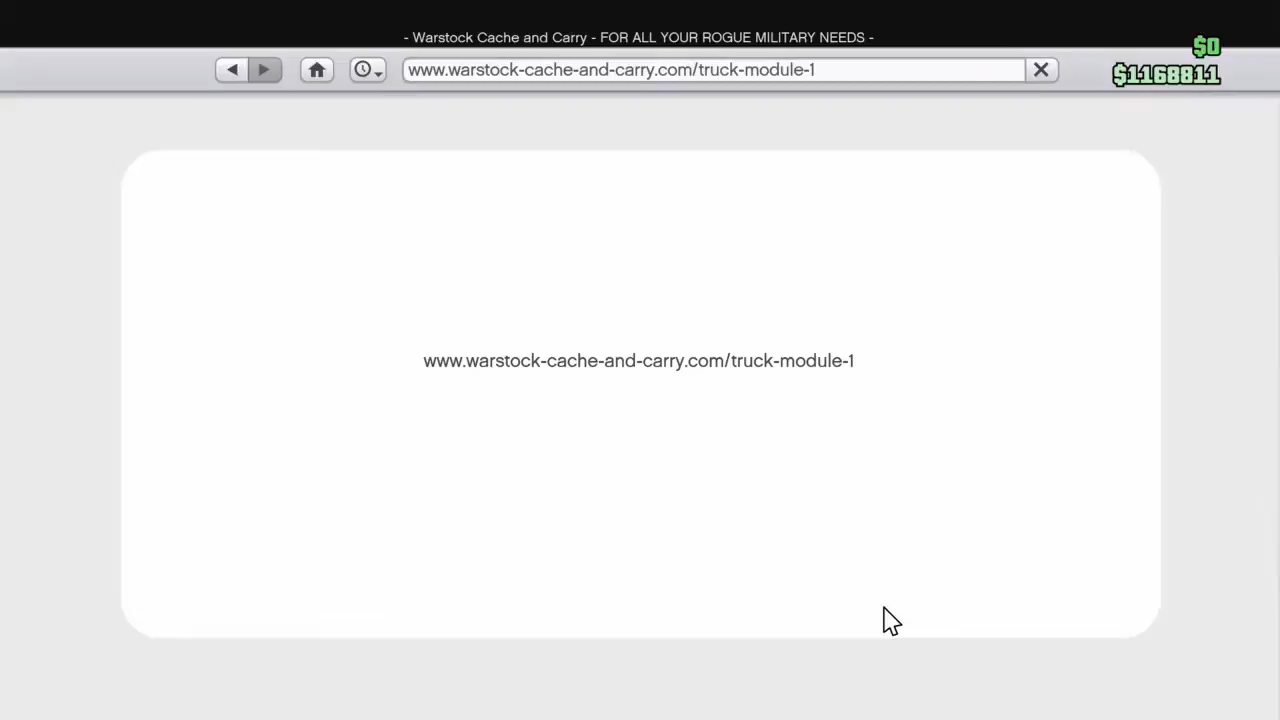 - Warstock Cache and Carry - FOR ALL YOUR ROGUE MILITARY NEEDS -
$0
www.warstock-cache-and-carry.com/truck-module-1
$1168811
www.warstock-cache-and-carry.com/truck-module-1